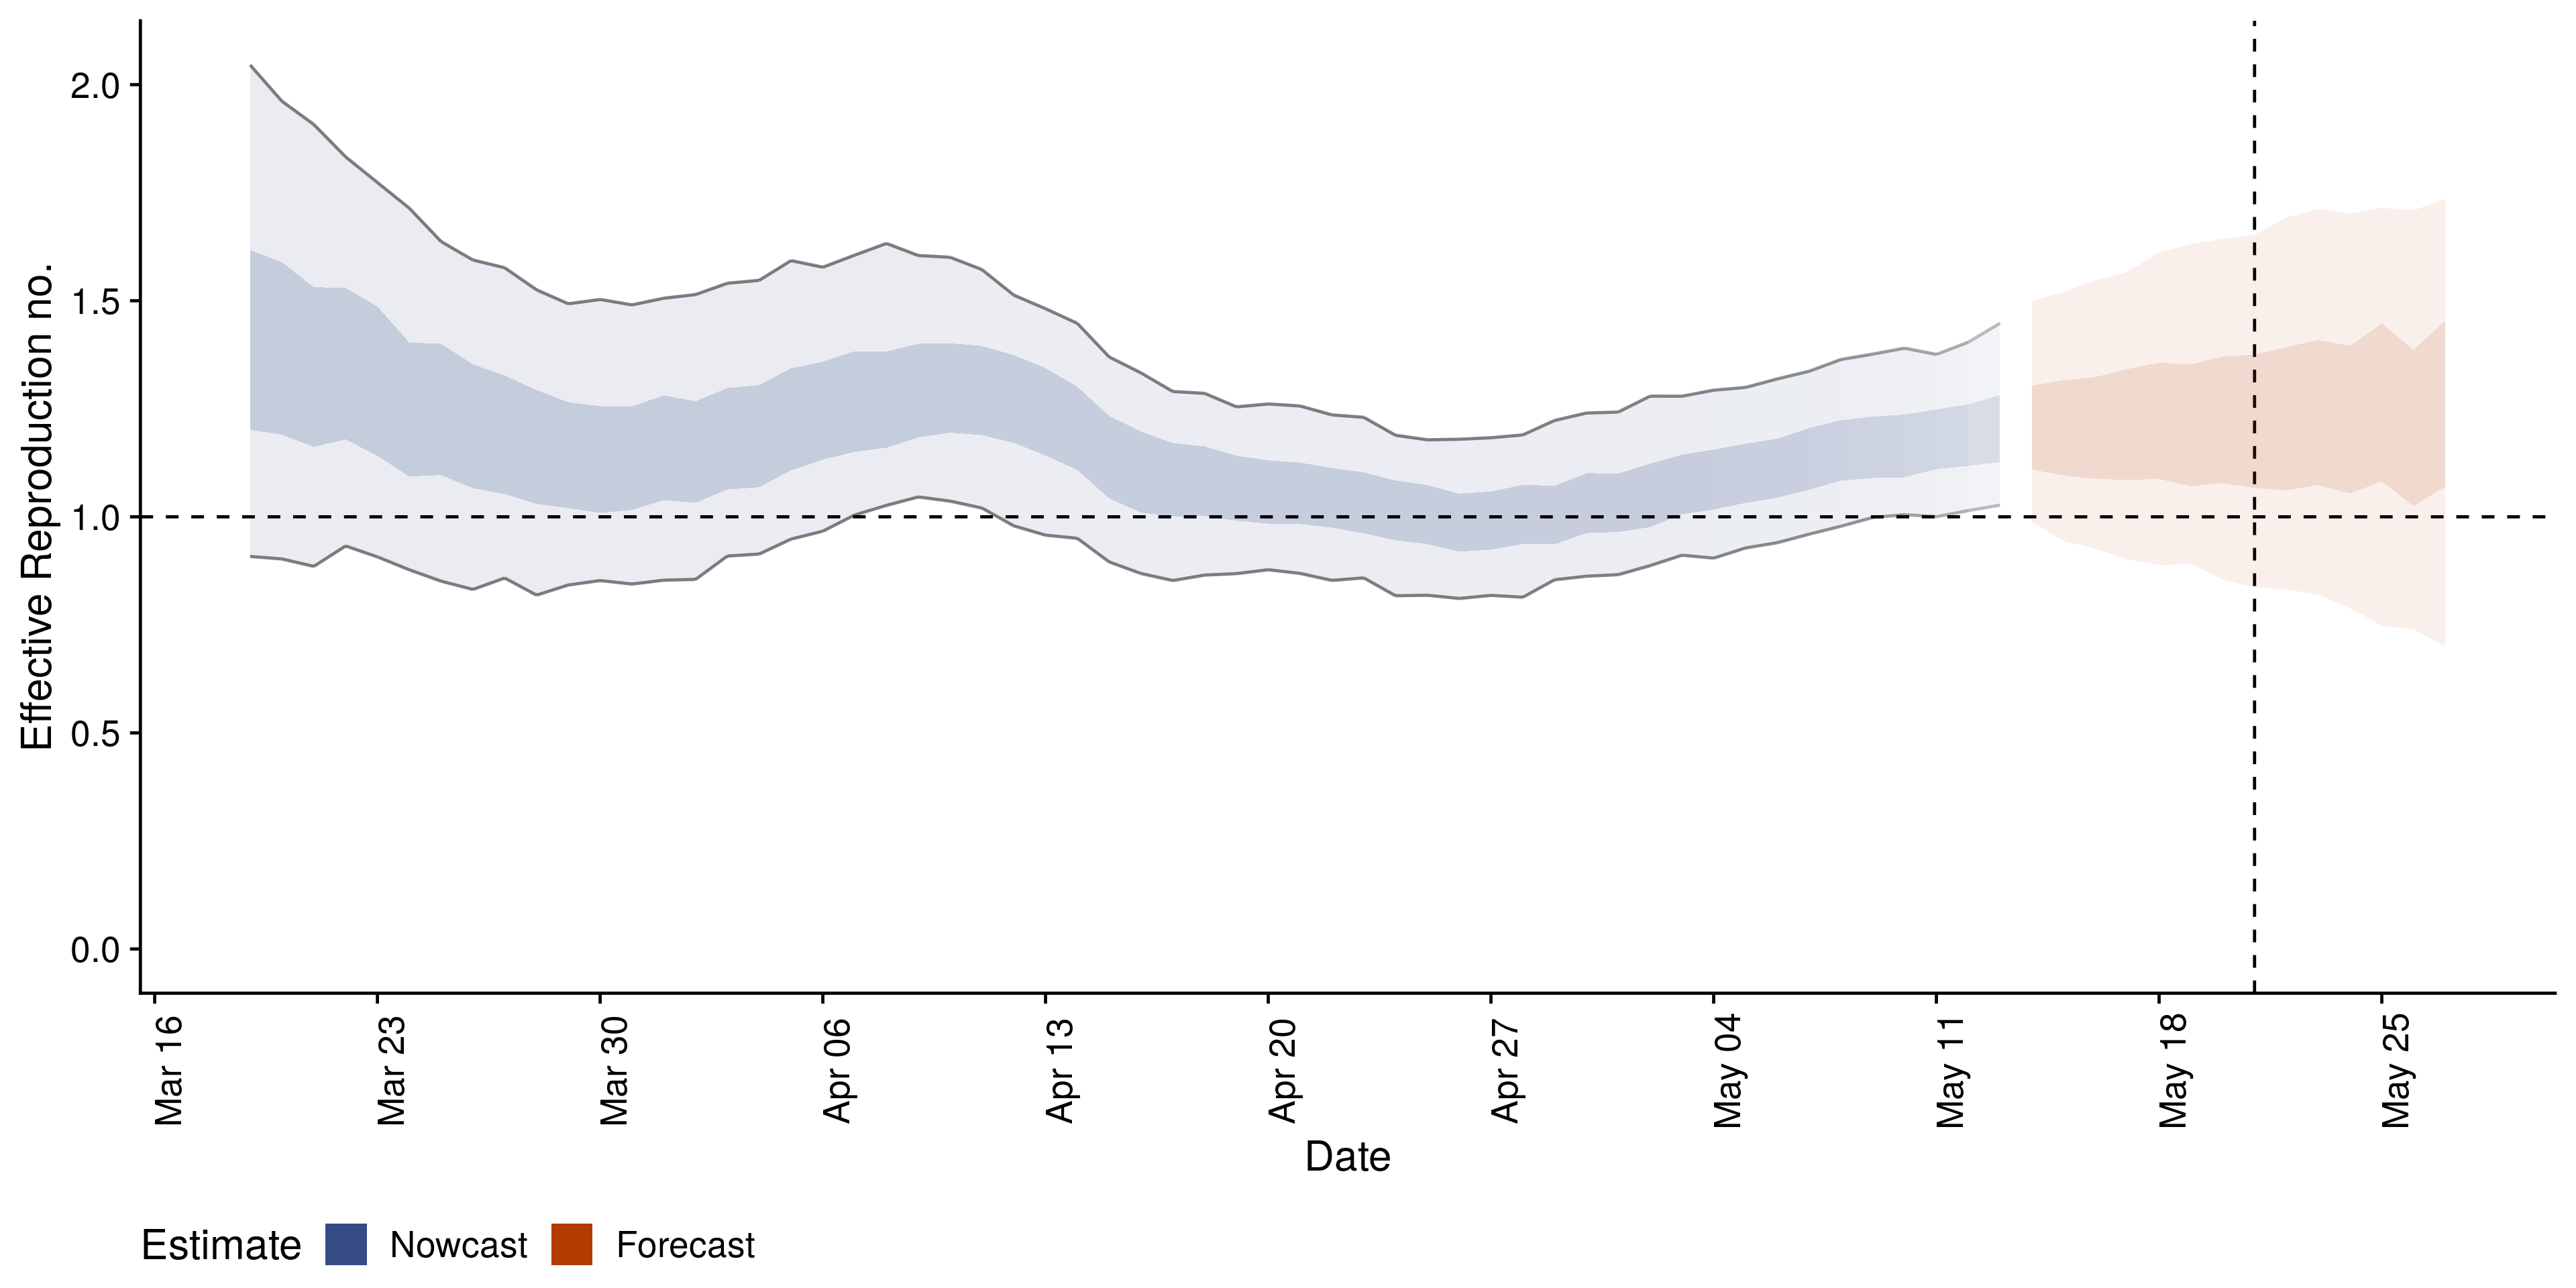 Effective Reproduction no.
2.0
1.5
1.0
0.5
0.0
Mar 16
Mar 23
Mar 30
Apr 06
Apr 13
Apr 20
Apr 27
May 04
May 11
May 18
May 25
Date
Estimate Nowcast Forecast